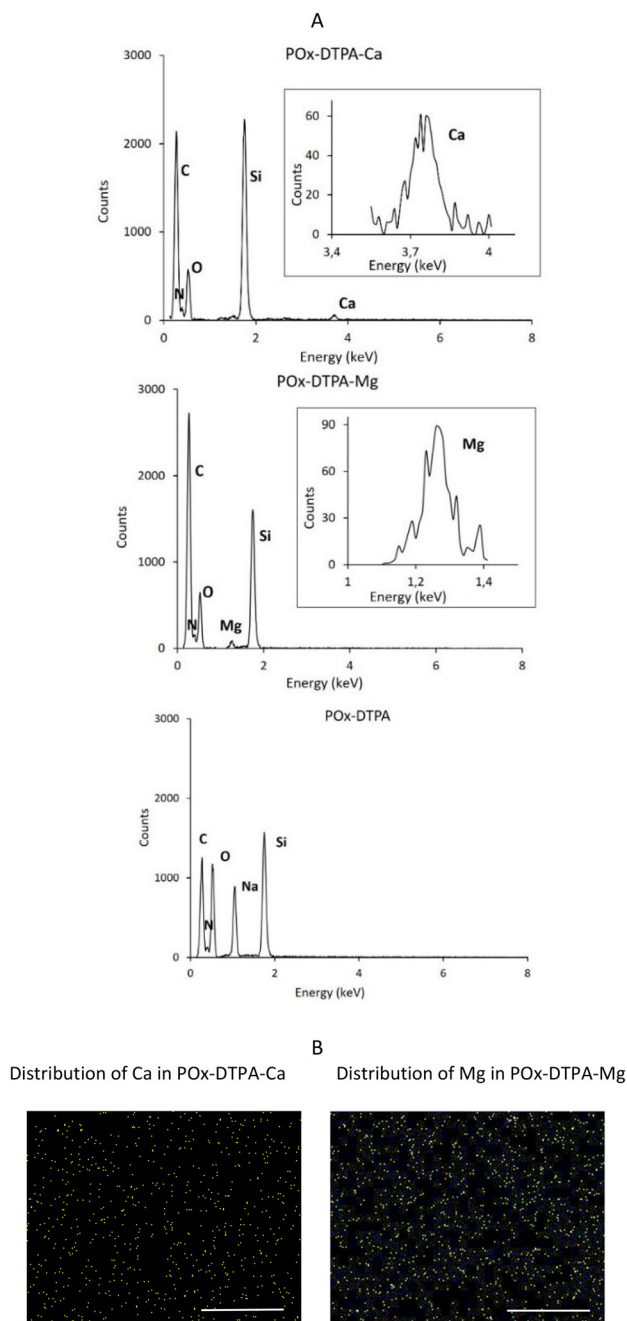 A
POx-DTPA-Ca
3000
2000
1000
0
Counts
C
N
O
Si
Ca
0
2
4
6
8
Energy (keV)
60
40
20
0
Counts
Ca
3,4
3,7
4
Energy (keV)
POx-DTPA-Mg
3000
2000
1000
0
Counts
C
N
O
Mg
Si
0
2
4
6
8
Energy (keV)
90
60
30
0
Counts
Mg
1
1,2
1,4
Energy (keV)
POx-DTPA
3000
2000
1000
0
Counts
C
N
O
Na
Si
0
2
4
6
8
Energy (keV)
B
Distribution of Ca in POx-DTPA-Ca
Distribution of Mg in POx-DTPA-Mg